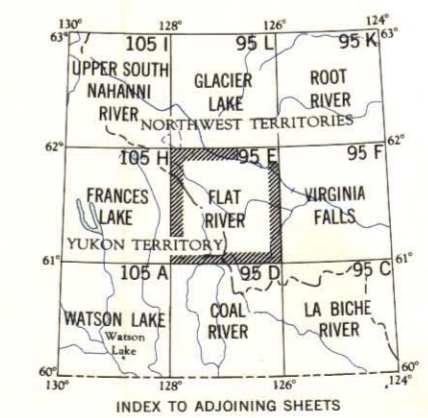 130° 128° 126° 124°
63° 105 I 95 L 95 K 63°
UPPER SOUTH
NAHANNI
RIVER
GLACIER
LAKE
ROOT
RIVER
NORTHWEST TERRITORIES
62° 62°
105 H 95 E 95 F
FRANCES
LAKE
FLAT
RIVER
VIRGINIA
FALLS
YUKON TERRITORY
61° 61°
105 A 95 D 95 C
WATSON LAKE
Watson
Lake
COAL
RIVER
LA BICHE
RIVER
60° 60°
130° 128° 126° 124°
INDEX TO ADJOINING SHEETS